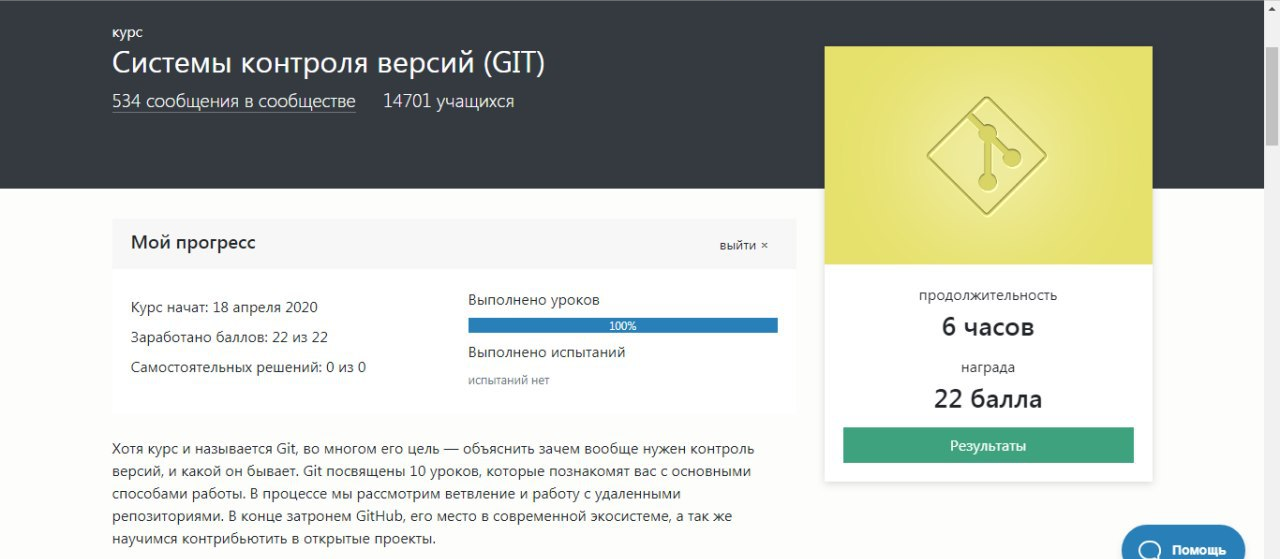 курс
Системы контроля версий (GIT)
534 сообщения в сообществе 14701 учащихся
Мой прогресс
выйти ×
Курс начат: 18 апреля 2020
Заработано баллов: 22 из 22
Самостоятельных решений: 0 из 0
Выполнено уроков
100%
Выполнено испытаний
испытаний нет
продолжительность
6 часов
награда
22 балла
Результаты
Хотя курс и называется Git, во многом его цель — объяснить зачем вообще нужен контроль
версий, и какой он бывает. Git посвящены 10 уроков, которые познакомят вас с основными
способами работы. В процессе мы рассмотрим ветвление и работу с удаленными
репозиториями. В конце затронем GitHub, его место в современной экосистеме, а так же
научимся контрибьютить в открытые проекты.
Помощь